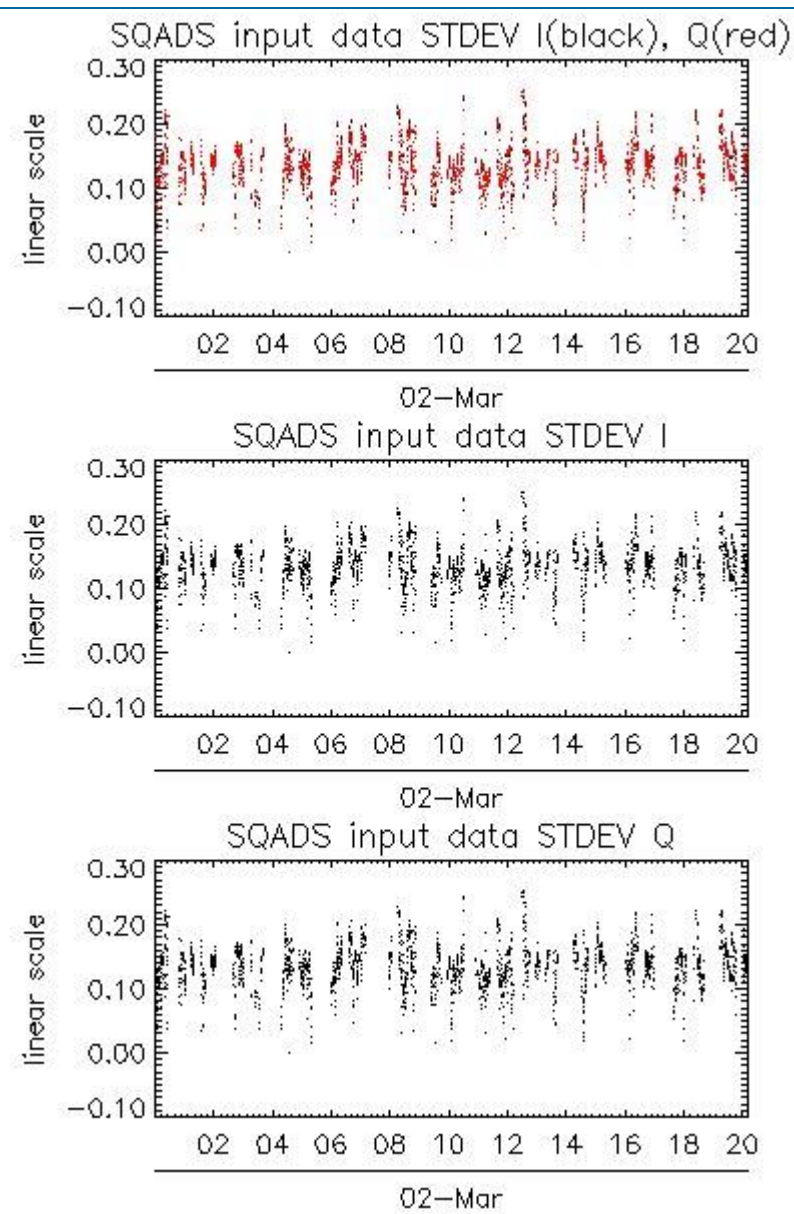 SQADS input data STDEV I(black), Q(red)
0.30
0.20
0.10
0.00
-0.10
linear scale
02 04 06 08 10 12 14 16 18 20
02-Mar
SQADS input data STDEV I
0.30
0.20
0.10
0.00
-0.10
linear scale
02 04 06 08 10 12 14 16 18 20
02-Mar
SQADS input data STDEV Q
0.30
0.20
0.10
0.00
-0.10
linear scale
02 04 06 08 10 12 14 16 18 20
02-Mar